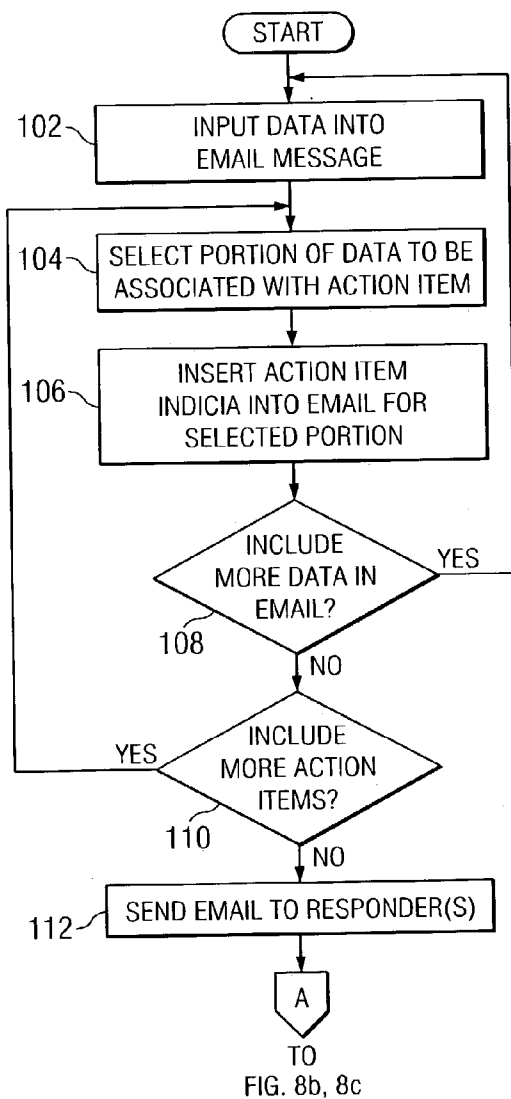 START
102
INPUT DATA INTO
EMAIL MESSAGE
104
SELECT PORTION OF DATA TO BE
ASSOCIATED WITH ACTION ITEM
106
INSERT ACTION ITEM
INDICIA INTO EMAIL FOR
SELECTED PORTION
INCLUDE
MORE DATA IN
EMAIL?
YES
108
NO
YES
INCLUDE
MORE ACTION
ITEMS?
110
NO
112
SEND EMAIL TO RESPONDER(S)
A
TO
FIG. 8b, 8c